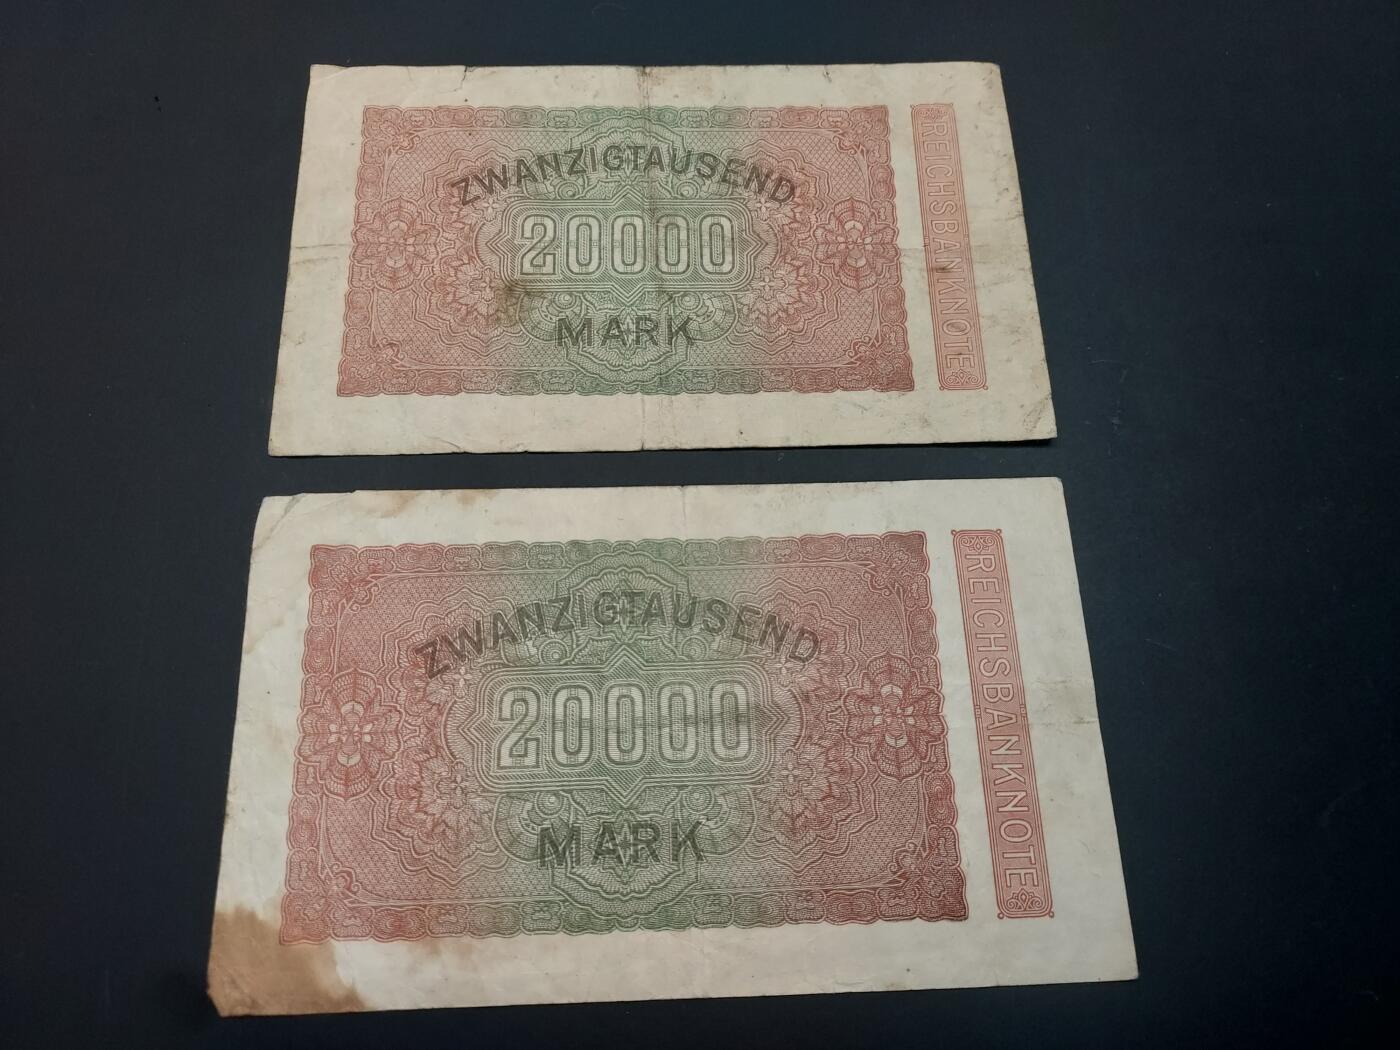 ZWANZIGTAUSEND
20000
MARK
REICHSBANKNOTE
ZWANZIGTAUSEND
20000
MARK
REICHSBANKNOTE